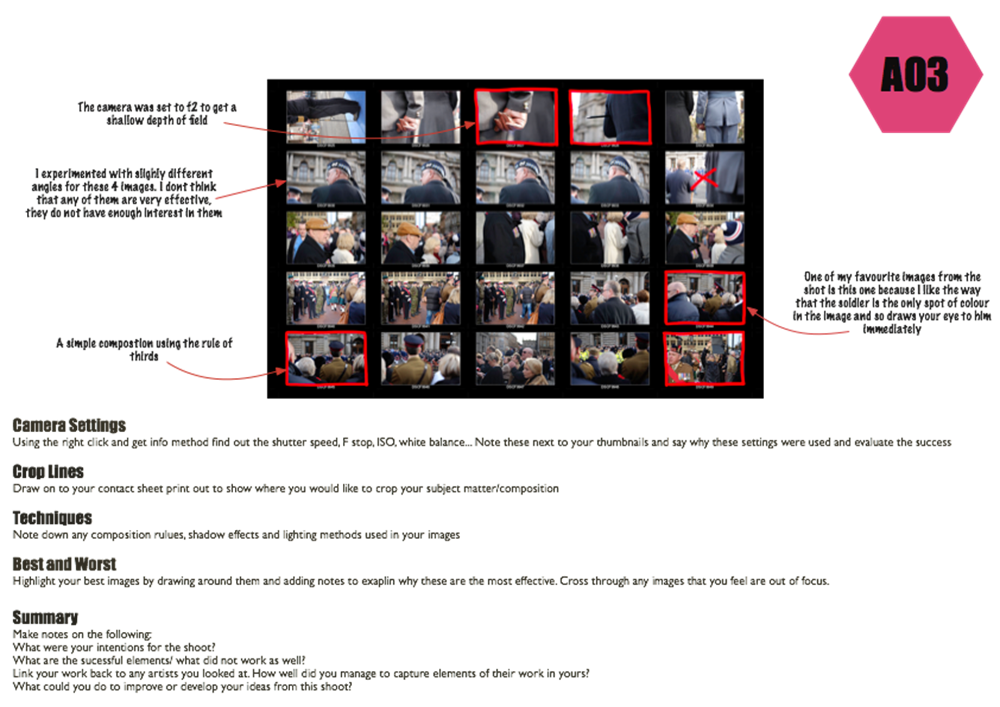 A03
The camera was set to f2 to get a
shallow depth of field
I experimented with slighly different
angles for these 4 images. I dont think
that any of them are very effective,
they do not have enough interest in them
One of my favourite images from the
shot is this one because I like the way
that the soldier is the only spot of colour
in the image and so draws your eye to him
immediately
A simple compostion using the rule of
thirds
Camera Settings
Using the right click and get info method find out the shutter speed, F stop, ISO, white balance... Note these next to your thumbnails and say why these settings were used and evaluate the success
Crop Lines
Draw on to your contact sheet print out to show where you would like to crop your subject matter/composition
Techniques
Note down any composition rulues, shadow effects and lighting methods used in your images
Best and Worst
Highlight your best images by drawing around them and adding notes to exaplin why these are the most effective. Cross through any images that you feel are out of focus.
Summary
Make notes on the following:
What were your intentions for the shoot?
What are the sucessful elements/ what did not work as well?
Link your work back to any artists you looked at. How well did you manage to capture elements of their work in yours?
What could you do to improve or develop your ideas from this shoot?